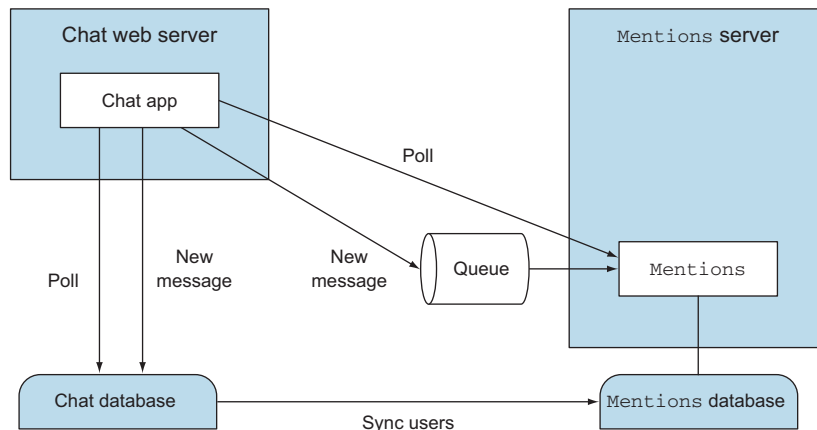 Chat web server
Mentions server
Chat app
Poll
Poll
New
message
New
message
Queue
Mentions
Chat database
Mentions database
Sync users